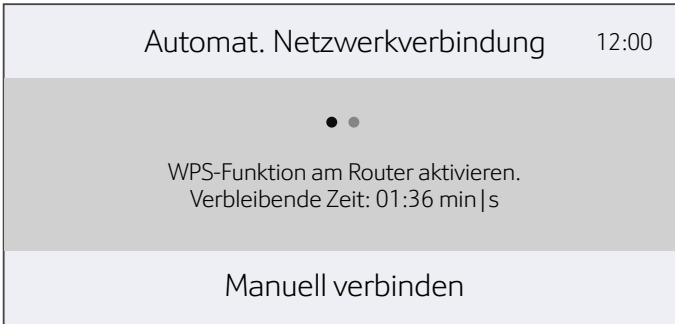 Automat. Netzwerkverbindung 12:00
WPS-Funktion am Router aktivieren.
Verbleibende Zeit: 01:36 min|s
Manuell verbinden